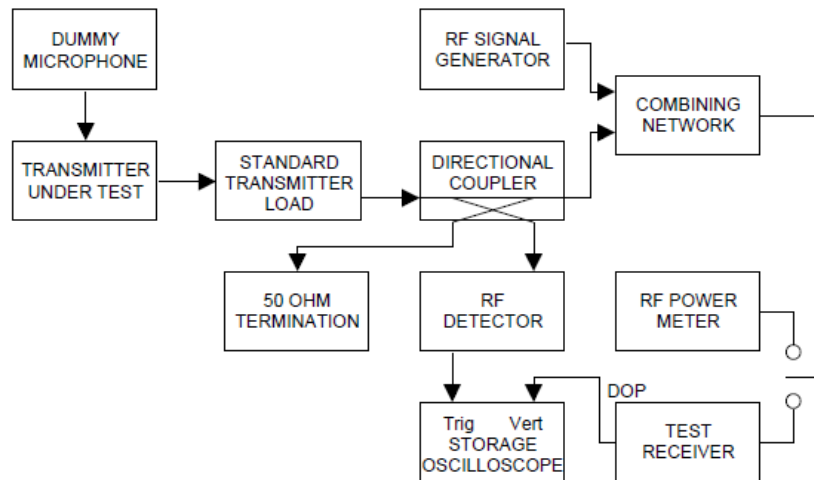 DUMMY
MICROPHONE
RF SIGNAL
GENERATOR
COMBINING
NETWORK
TRANSMITTER
UNDER TEST
STANDARD
TRANSMITTER
LOAD
DIRECTIONAL
COUPLER
50 OHM
TERMINATION
RF
DETECTOR
RF POWER
METER
DOP
Trig Vert
STORAGE
OSCILLOSCOPE
TEST
RECEIVER